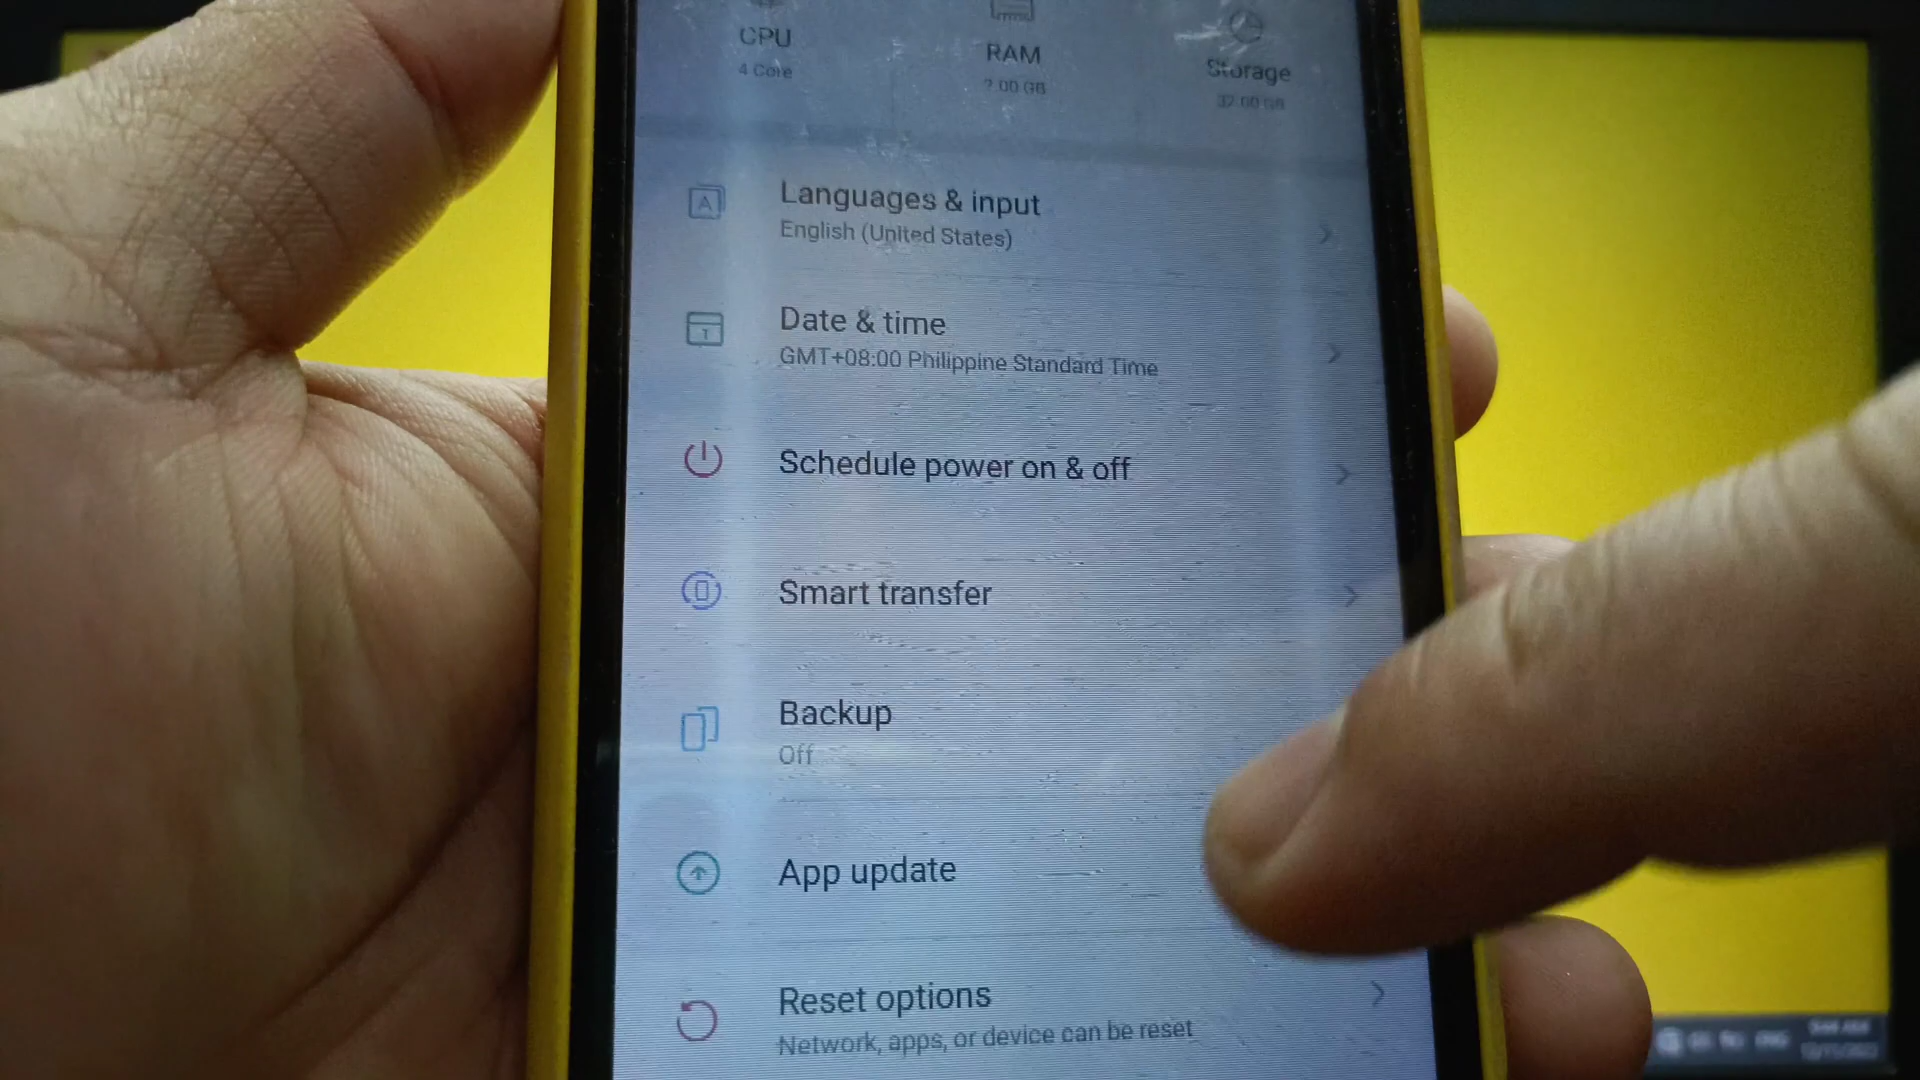 CPU
4 Core
RAM
2.00 GB
Storage
32.00 GB
A
Languages & input
English (United States)
T
Date & time
GMT+08:00 Philippine Standard Time
Schedule power on & off
Smart transfer
Backup
Off
App update
Reset options
Network, apps, or device can be reset
ENG